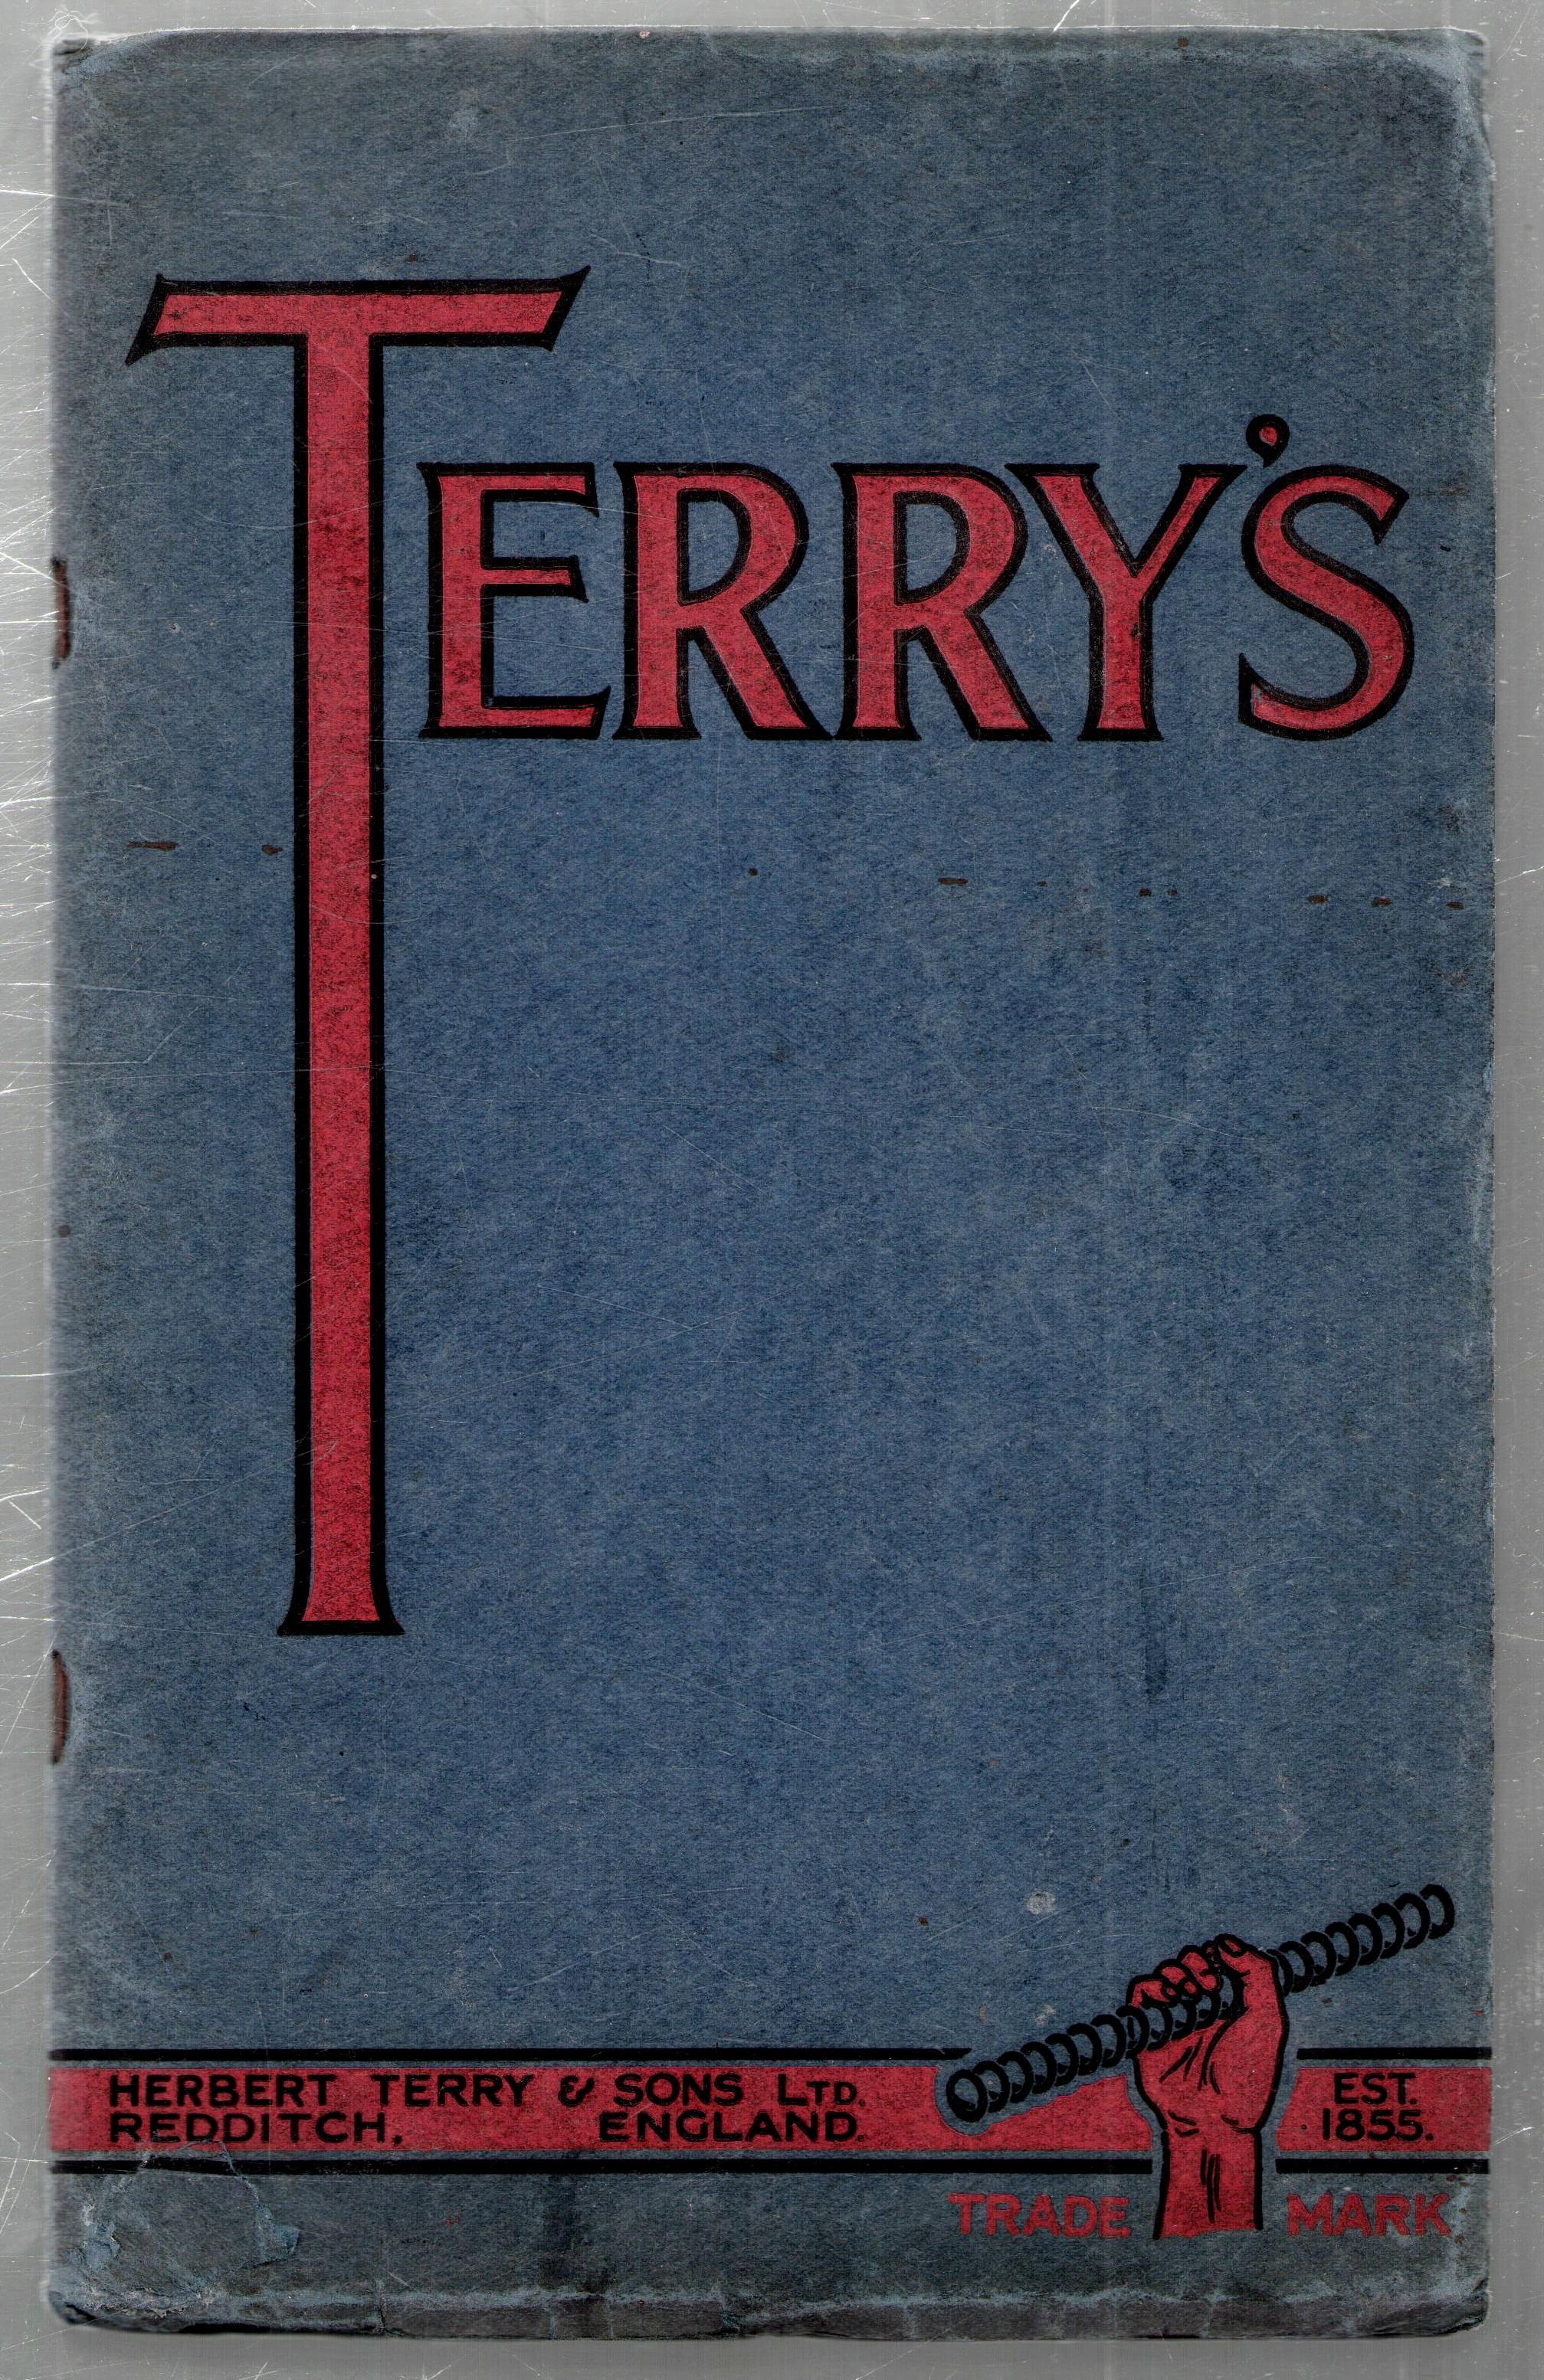 TERRY'S
HERBERT TERRY & SONS LTD.
REDDITCH, ENGLAND.
EST.
1855.
TRADE MARK